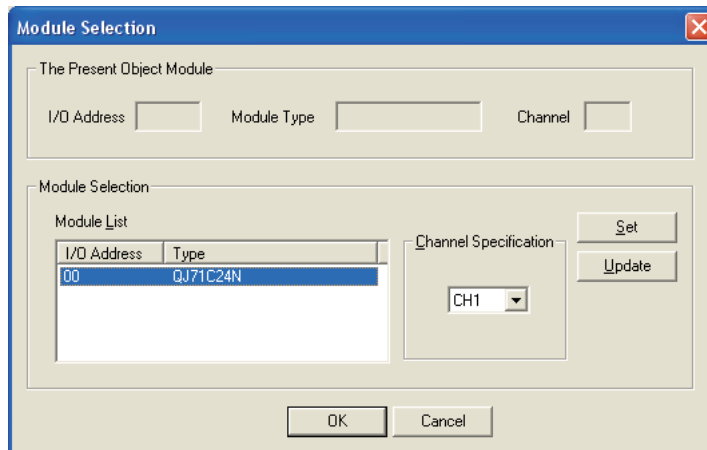 Module Selection
The Present Object Module
I/O Address Module Type Channel
Module Selection
Module List
I/O Address Type
00 QJ71C24N
Channel Specification
CH1
Set
Update
OK Cancel